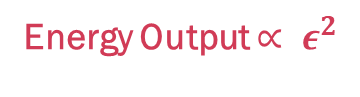 Energy Output ∝ ϵ²